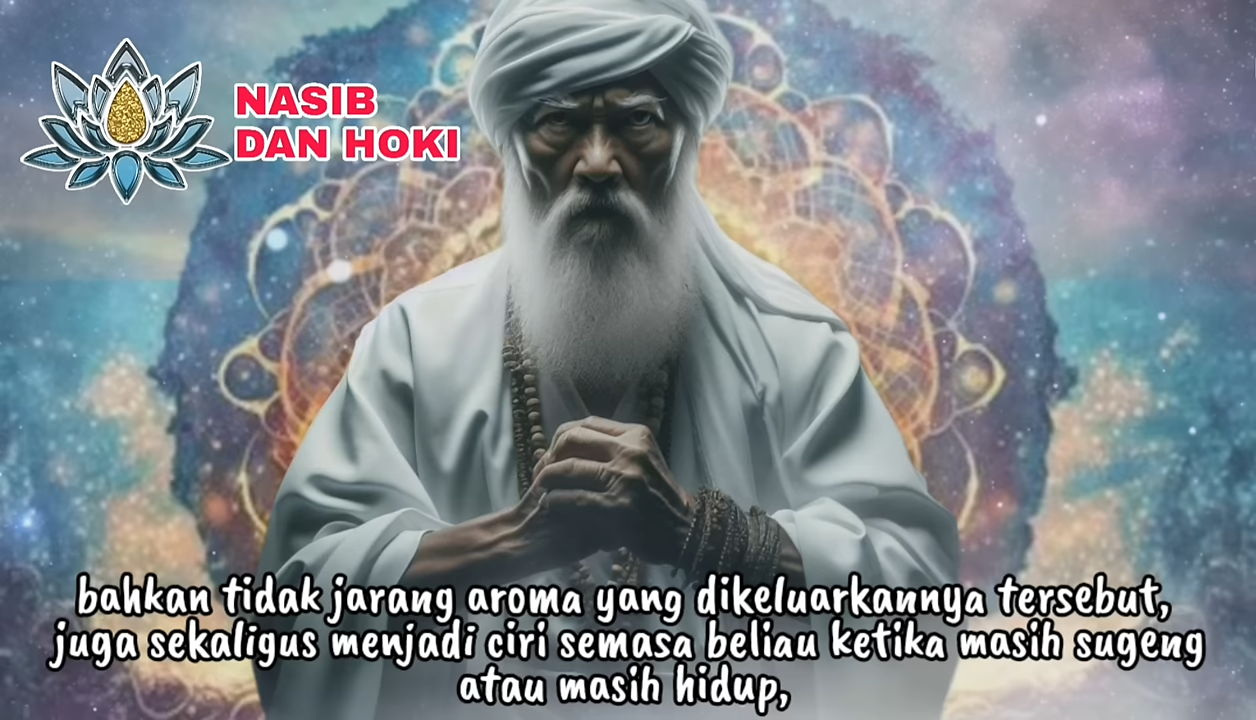 NASIB
DAN HOKI
bahkan tidak jarang aroma yang dikeluarkannya tersebut,
juga sekaligus menjadi ciri semasa beliau ketika masih sugeng
atau masih hidup,